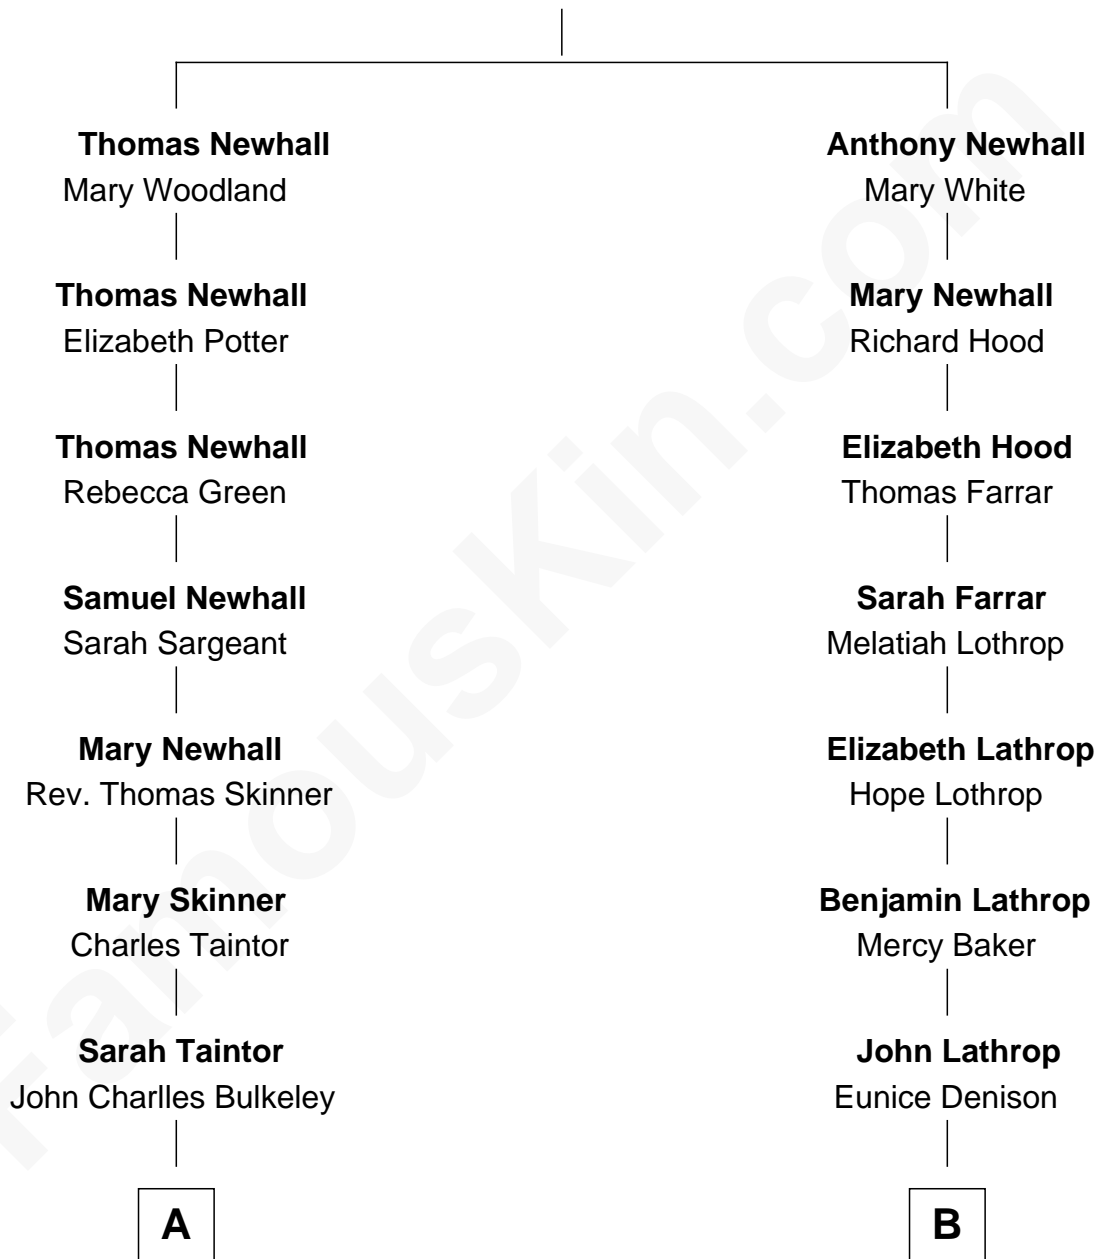 Thomas Newhall
Mary Woodland
Thomas Newhall
Elizabeth Potter
Thomas Newhall
Rebecca Green
Samuel Newhall
Sarah Sargeant
Mary Newhall
Rev. Thomas Skinner
Mary Skinner
Charles Taintor
Sarah Taintor
John Charlles Bulkeley
A
Anthony Newhall
Mary White
Mary Newhall
Richard Hood
Elizabeth Hood
Thomas Farrar
Sarah Farrar
Melatiah Lothrop
Elizabeth Lathrop
Hope Lothrop
Benjamin Lathrop
Mercy Baker
John Lathrop
Eunice Denison
B
FamousKin.com